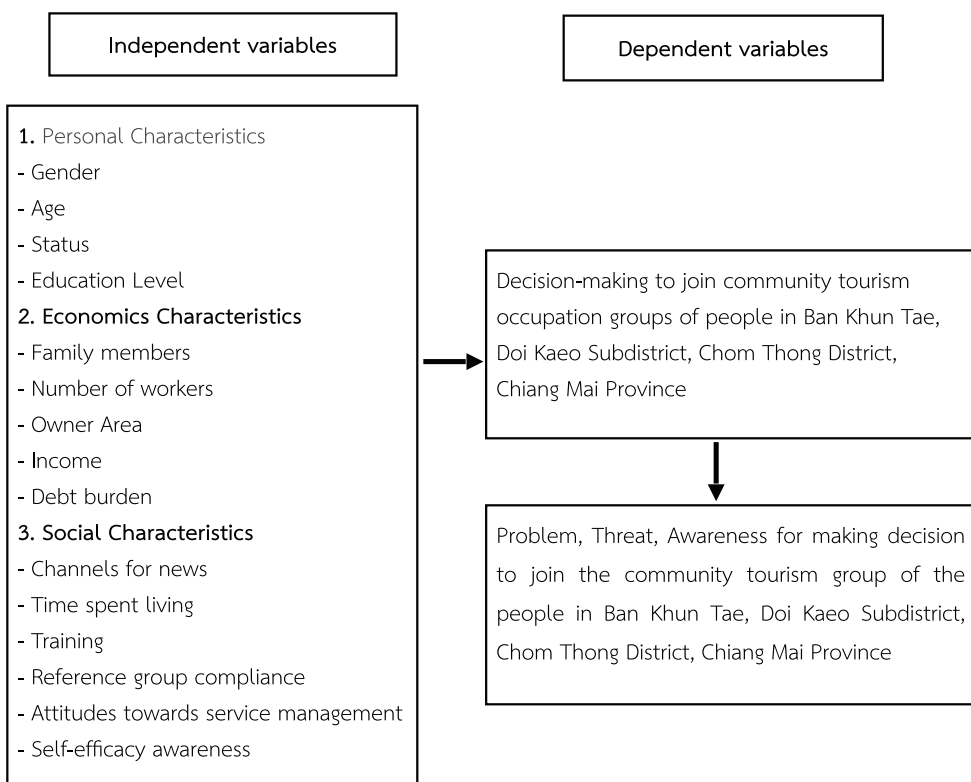 Independent variables
Dependent variables
1. Personal Characteristics
- Gender
- Age
- Status
- Education Level
2. Economics Characteristics
- Family members
- Number of workers
- Owner Area
- Income
- Debt burden
3. Social Characteristics
- Channels for news
- Time spent living
- Training
- Reference group compliance
- Attitudes towards service management
- Self-efficacy awareness
Decision-making to join community tourism
occupation groups of people in Ban Khun Tae,
Doi Kaeo Subdistrict, Chom Thong District,
Chiang Mai Province
Problem, Threat, Awareness for making decision
to join the community tourism group of the
people in Ban Khun Tae, Doi Kaeo Subdistrict,
Chom Thong District, Chiang Mai Province